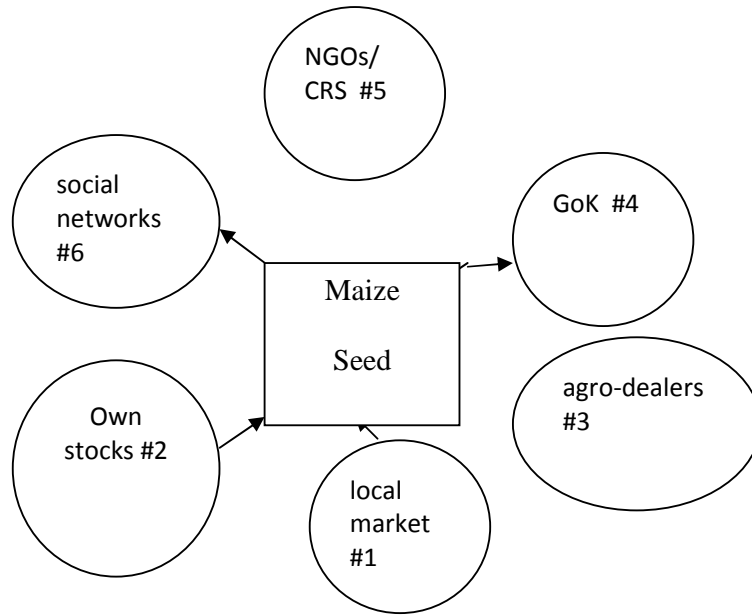 NGOs/
CRS #5
social
networks
#6
GoK #4
Maize
Seed
agro-dealers
#3
Own
stocks #2
local
market
#1